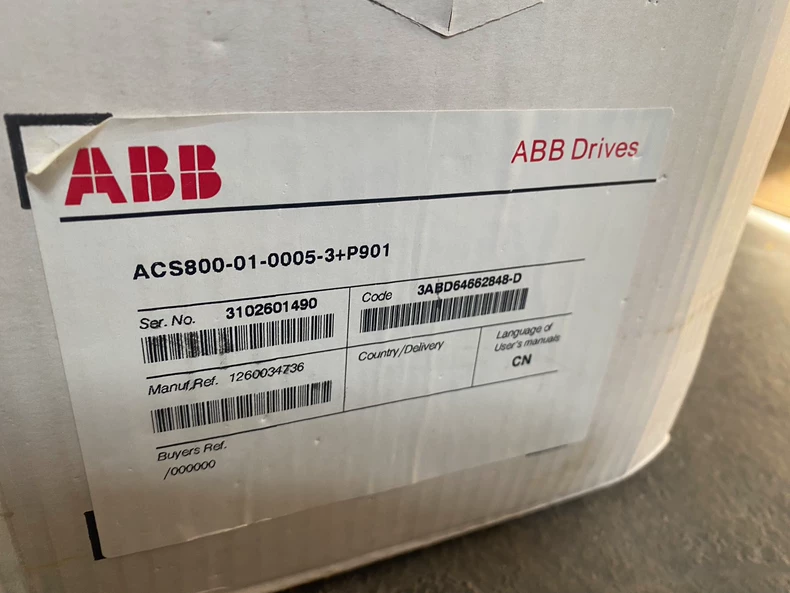 ABB
ABB Drives
ACS800-01-0005-3+P901
Ser. No. 3102601490
Code 3ABD64662848-D
Manuf.Ref. 1260034736
Country/Delivery
Language of
User's manuals
CN
Buyers Ref.
/000000